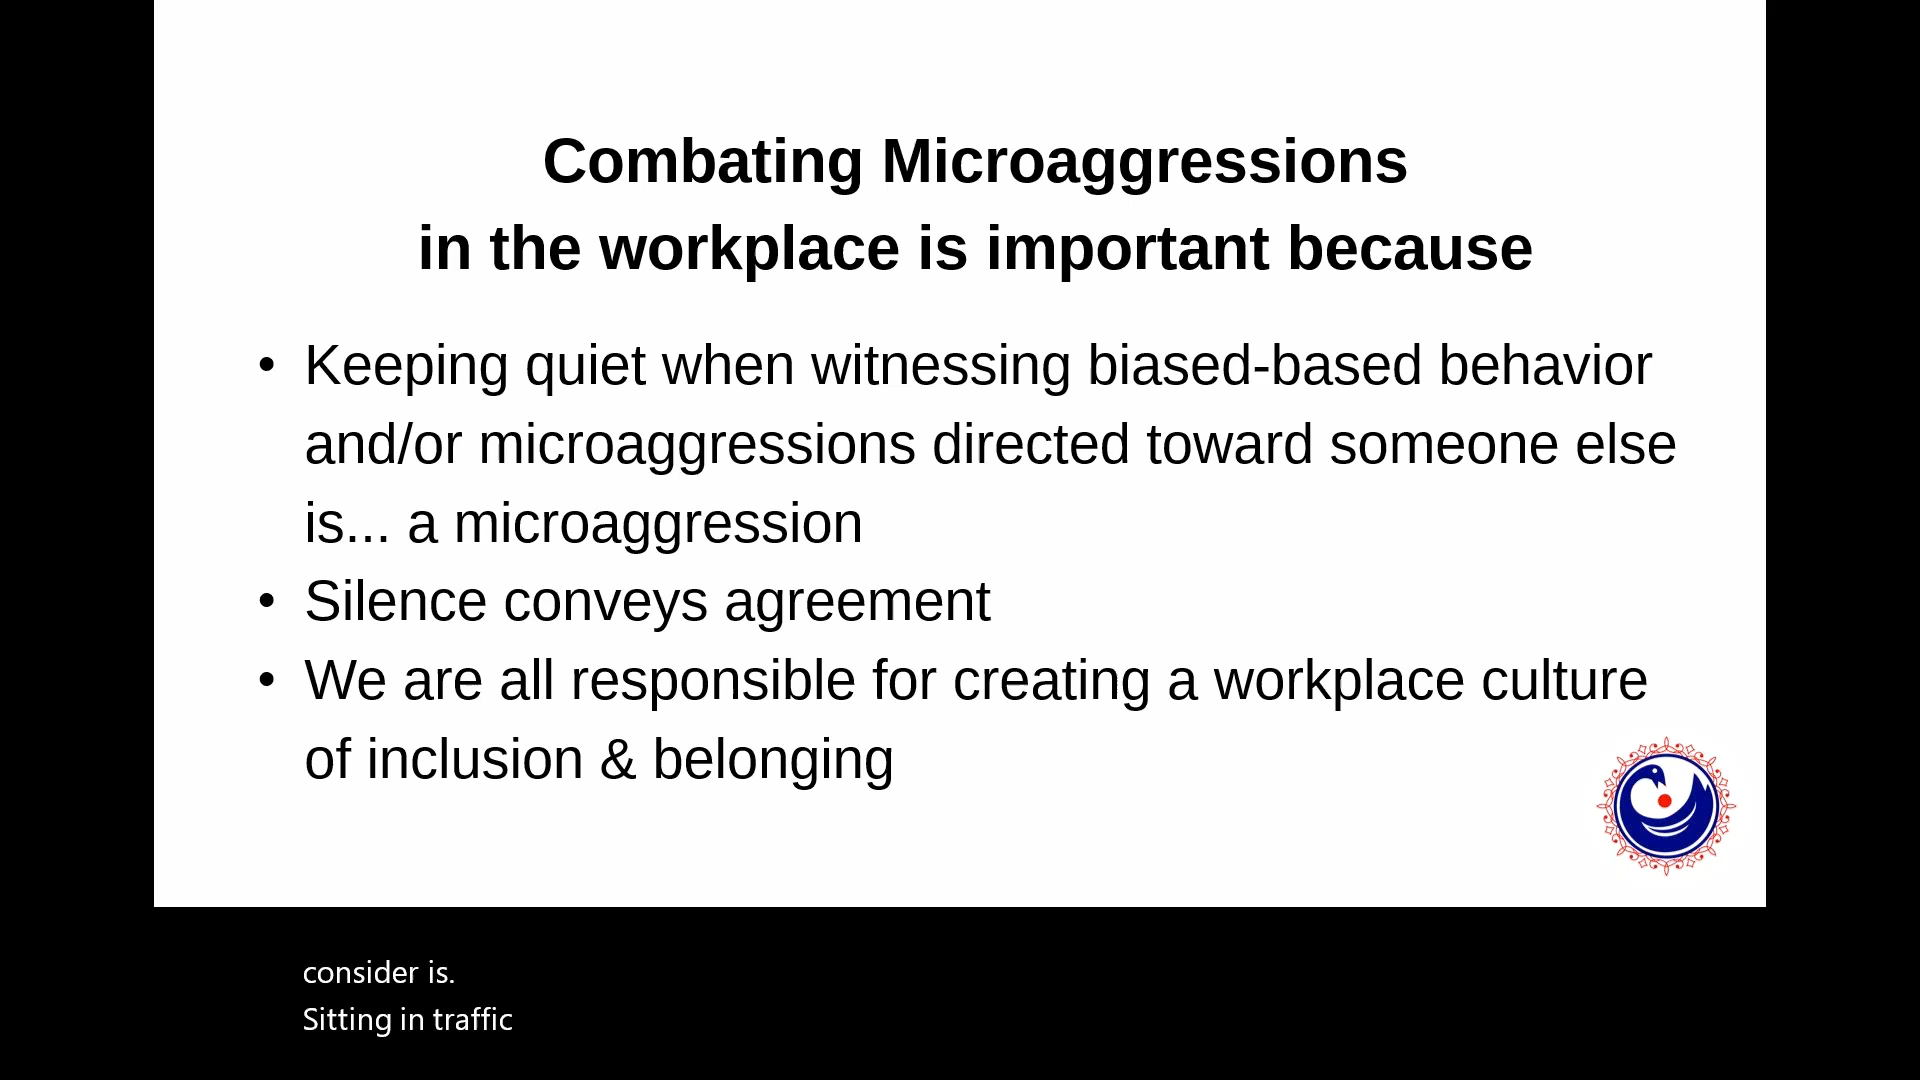 Combating Microaggressions
in the workplace is important because
• Keeping quiet when witnessing biased-based behavior
and/or microaggressions directed toward someone else
is... a microaggression
• Silence conveys agreement
• We are all responsible for creating a workplace culture
of inclusion & belonging
consider is.
Sitting in traffic